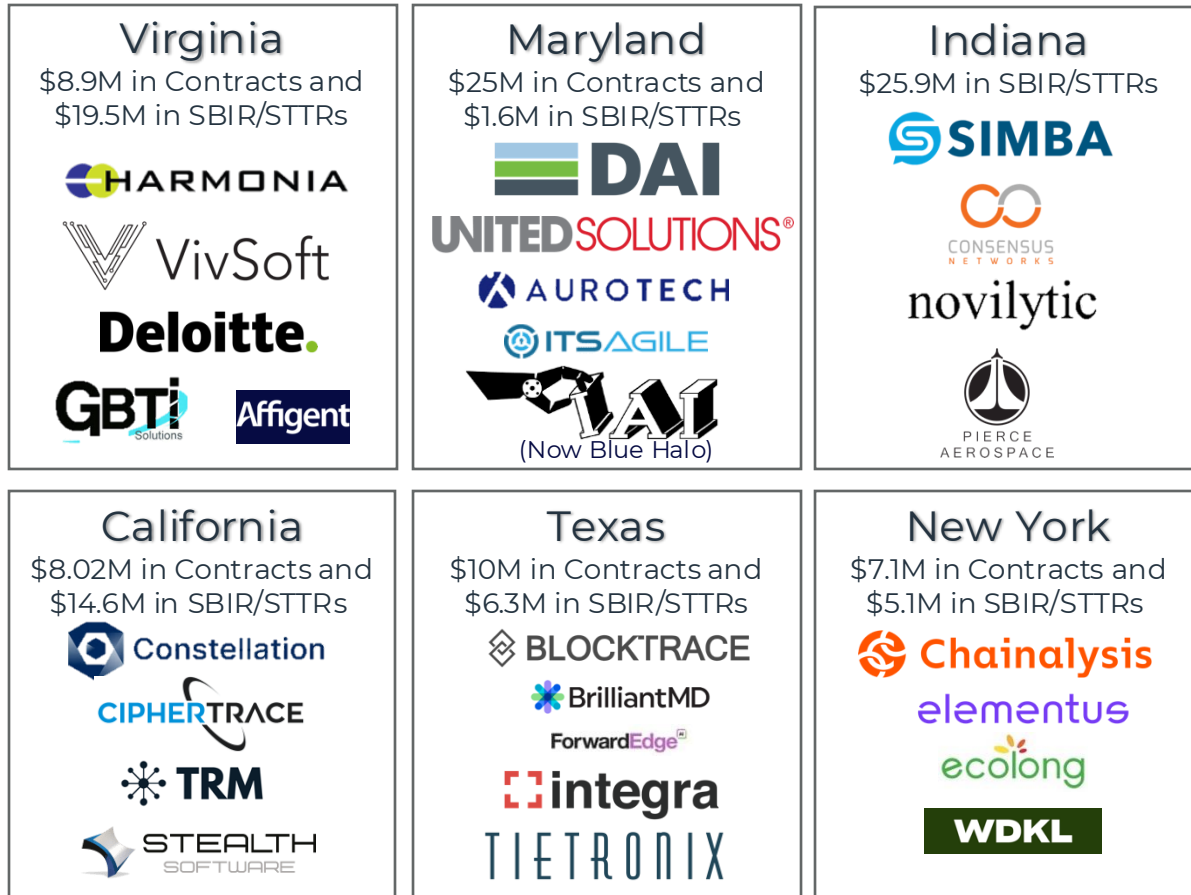 Virginia
$8.9M in Contracts and
$19.5M in SBIR/STTRs
HARMONIA
VivSoft
Deloitte.
GBTi
Solutions
Affigent
Maryland
$25M in Contracts and
$1.6M in SBIR/STTRs
DAI
UNITED SOLUTIONS®
AUROTECH
ITSAGILE
IAI
(Now Blue Halo)
Indiana
$25.9M in SBIR/STTRs
SIMBA
CONSENSUS
NETWORKS
novilytic
PIERCE
AEROSPACE
California
$8.02M in Contracts and
$14.6M in SBIR/STTRs
Constellation
CIPHERTRACE
TRM
STEALTH
SOFTWARE
Texas
$10M in Contracts and
$6.3M in SBIR/STTRs
BLOCKTRACE
BrilliantMD
ForwardEdge AI
integra
TIETRONIX
New York
$7.1M in Contracts and
$5.1M in SBIR/STTRs
Chainalysis
elementus
ecolong
WDKL